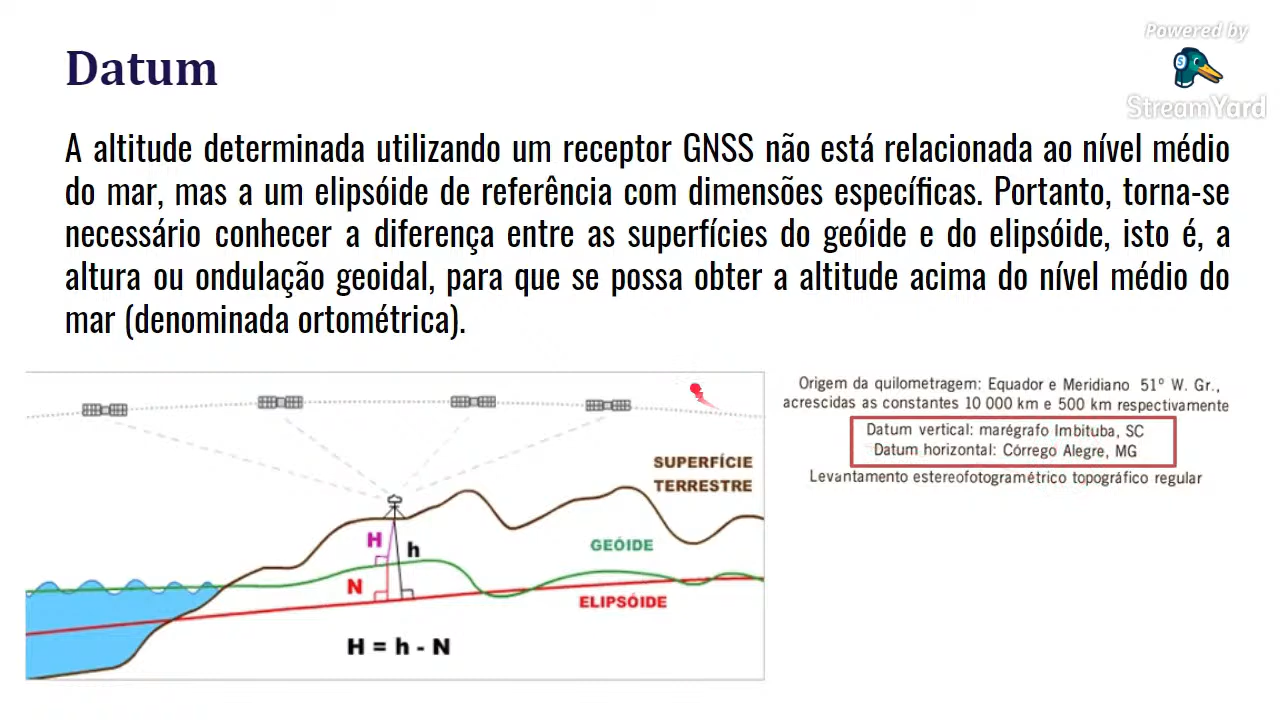 Powered by
StreamYard
Datum
A altitude determinada utilizando um receptor GNSS não está relacionada ao nível médio
do mar, mas a um elipsóide de referência com dimensões específicas. Portanto, torna-se
necessário conhecer a diferença entre as superfícies do geóide e do elipsóide, isto é, a
altura ou ondulação geoidal, para que se possa obter a altitude acima do nível médio do
mar (denominada ortométrica).
SUPERFÍCIE
TERRESTRE
H
h
GEÓIDE
N
ELIPSÓIDE
H = h - N
Origem da quilometragem: Equador e Meridiano 51º W. Gr.,
acrescidas as constantes 10 000 km e 500 km respectivamente
Datum vertical: marégrafo Imbituba, SC
Datum horizontal: Córrego Alegre, MG
Levantamento estereofotogramétrico topográfico regular